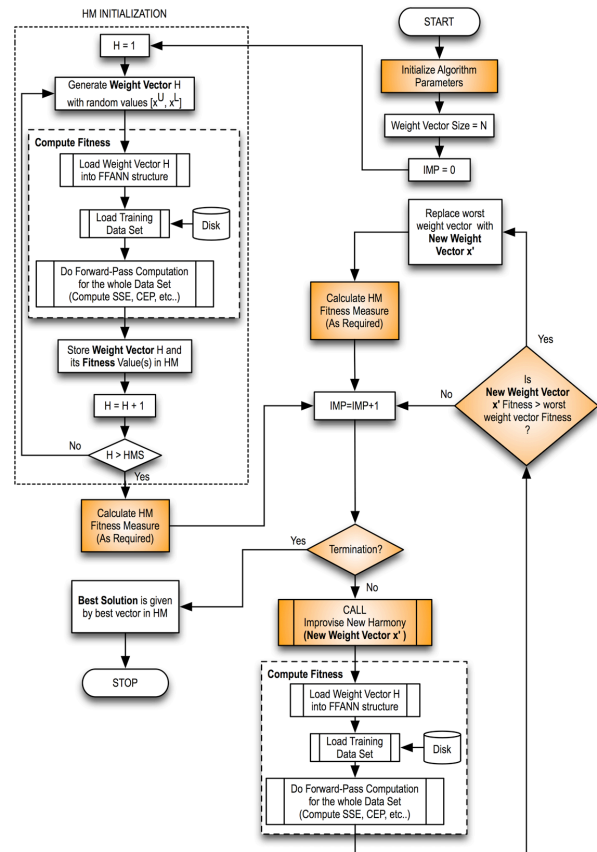 HM INITIALIZATION
H = 1
Generate Weight Vector H
with random values [x^U, x^L]
Compute Fitness
Load Weight Vector H
into FFANN structure
Load Training
Data Set
Disk
Do Forward-Pass Computation
for the whole Data Set
(Compute SSE, CEP, etc..)
Store Weight Vector H and
its Fitness Value(s) in HM
H = H + 1
No
H > HMS
Yes
Calculate HM
Fitness Measure
(As Required)
START
Initialize Algorithm
Parameters
Weight Vector Size = N
IMP = 0
Replace worst
weight vector with
New Weight
Vector x'
Calculate HM
Fitness Measure
(As Required)
Yes
Is
New Weight Vector
x' Fitness > worst
weight vector Fitness
?
No
IMP=IMP+1
Yes
Termination?
No
Best Solution is given
by best vector in HM
STOP
CALL
Improvise New Harmony
(New Weight Vector x' )
Compute Fitness
Load Weight Vector H
into FFANN structure
Load Training
Data Set
Disk
Do Forward-Pass Computation
for the whole Data Set
(Compute SSE, CEP, etc..)